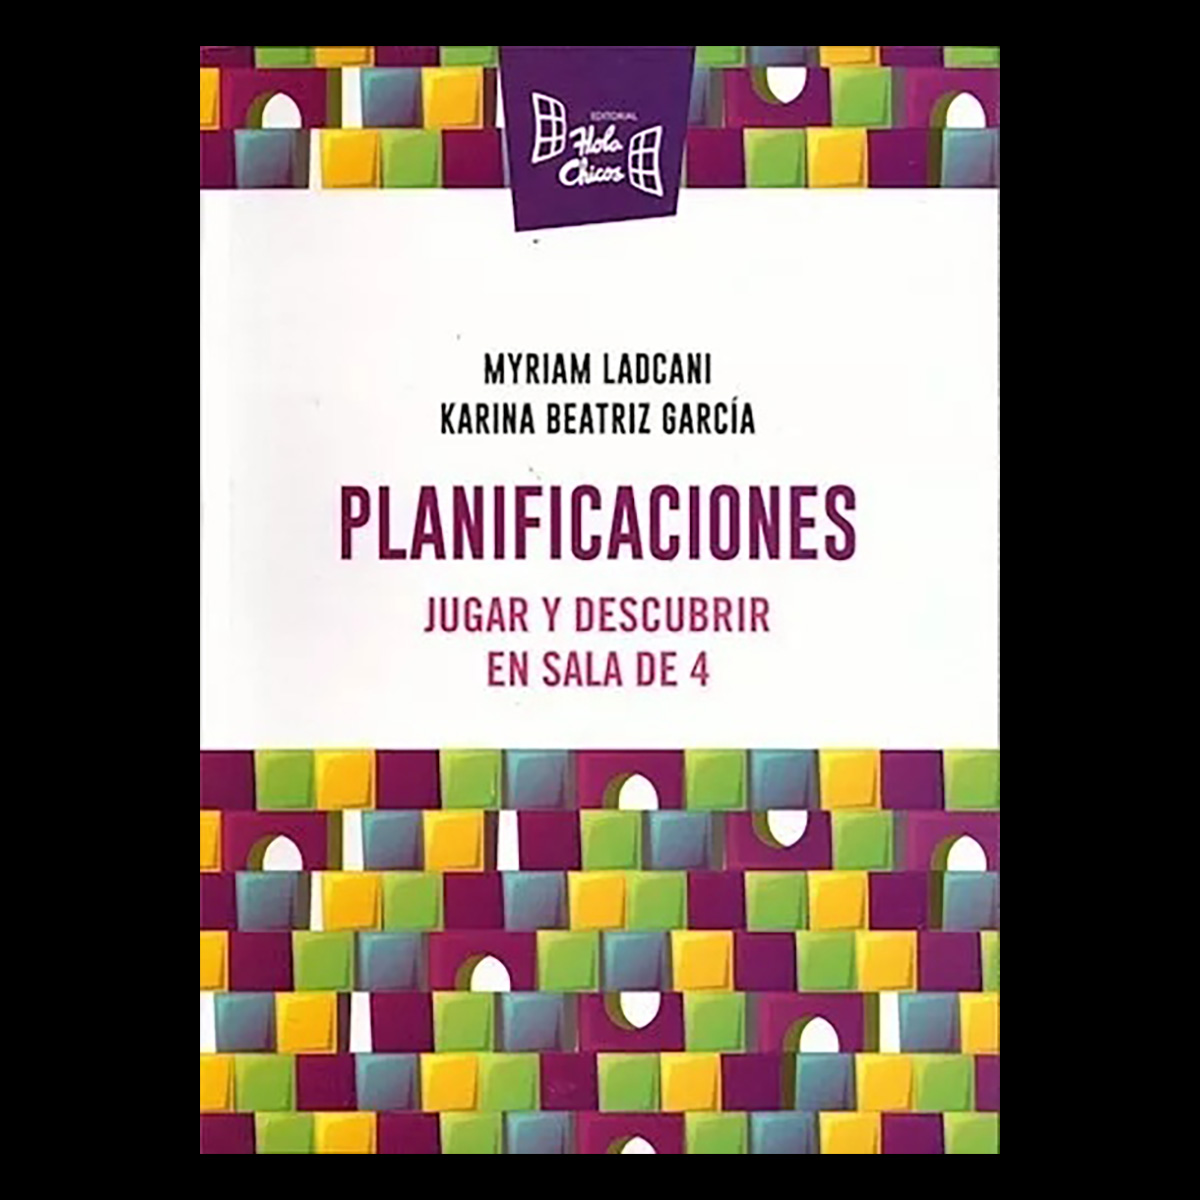 EDITORIAL
Hola
Chicos
MYRIAM LADCANI
KARINA BEATRIZ GARCÍA
PLANIFICACIONES
JUGAR Y DESCUBRIR
EN SALA DE 4